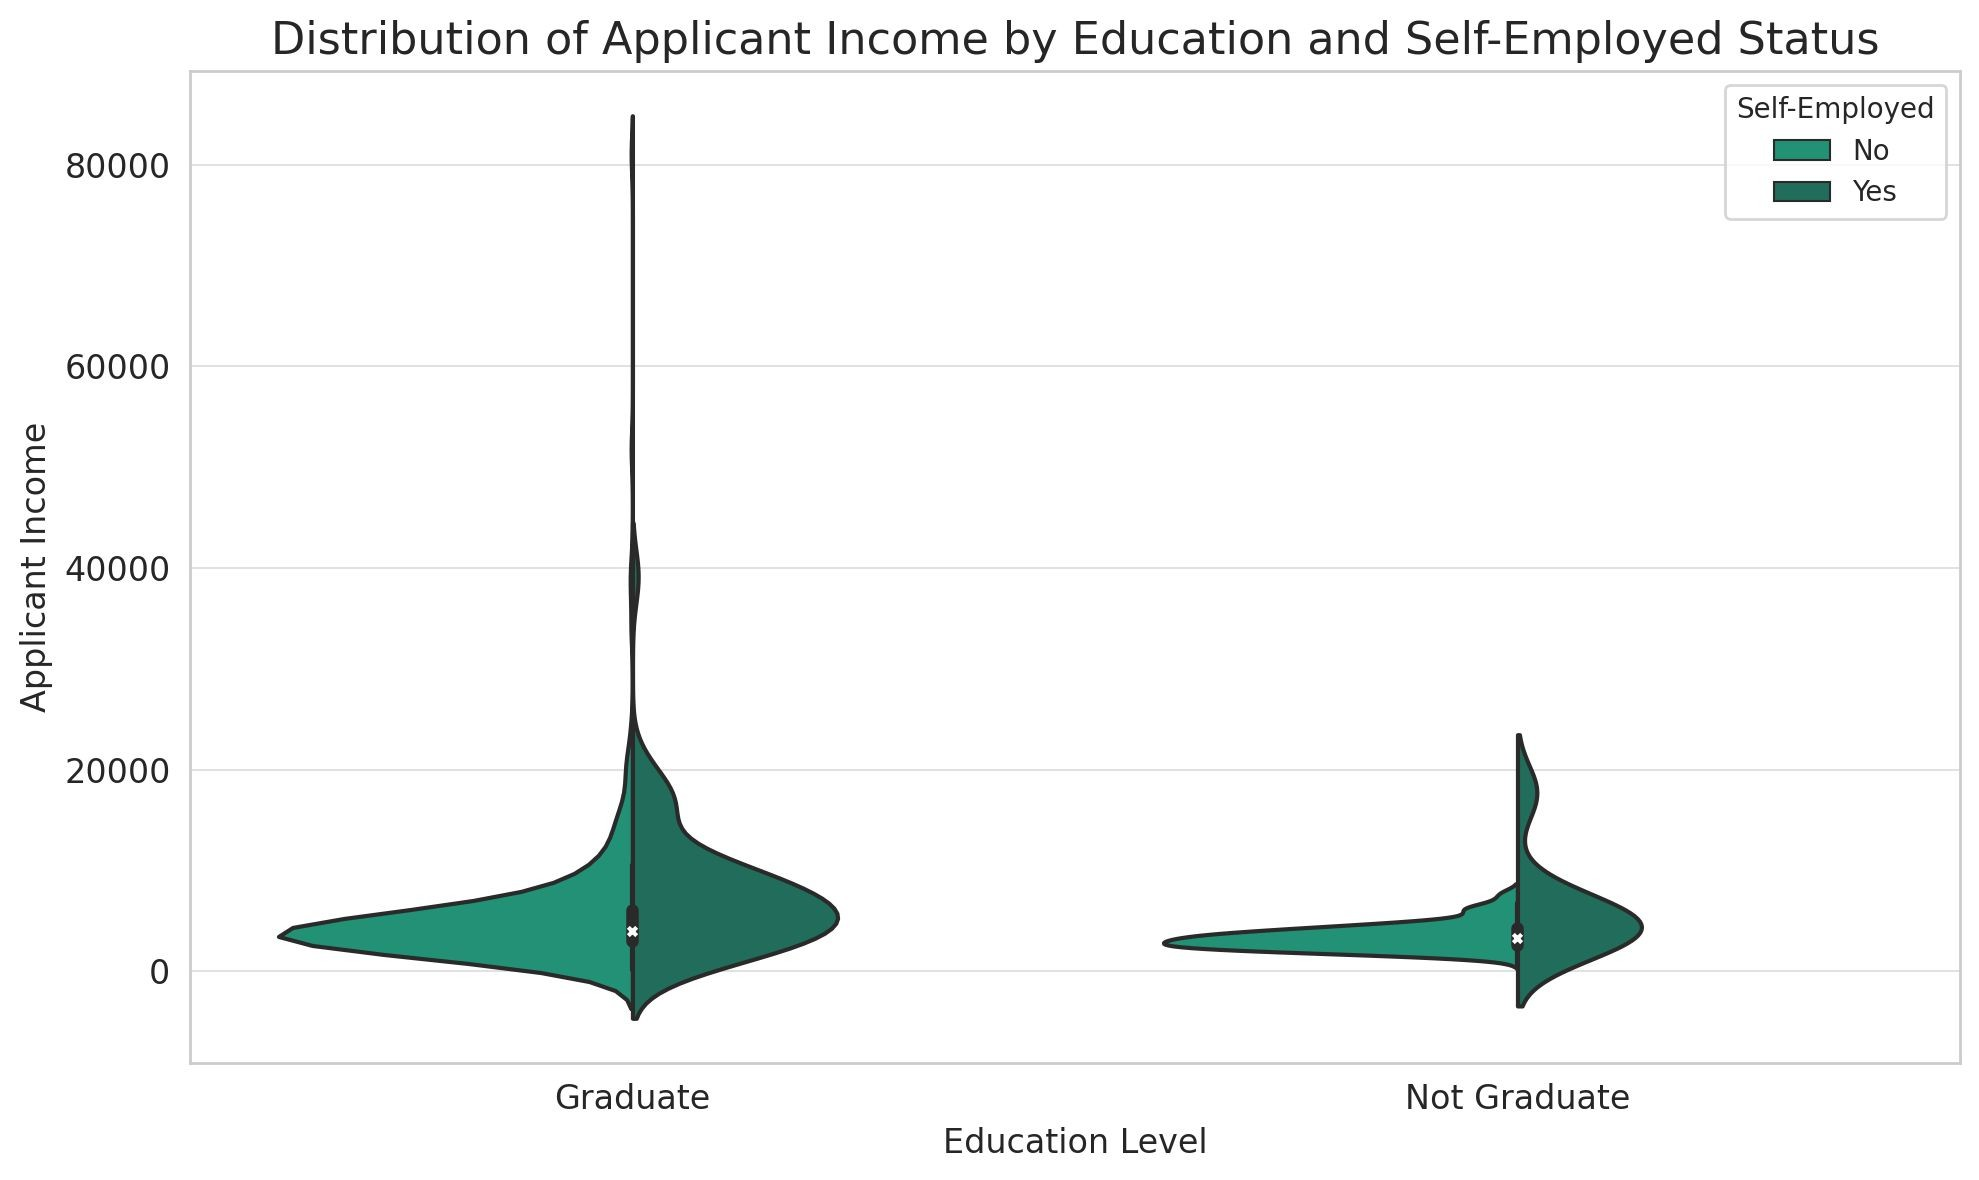 Distribution of Applicant Income by Education and Self-Employed Status
Self-Employed
No
Yes
80000
60000
40000
20000
0
Applicant Income
Graduate
Not Graduate
Education Level